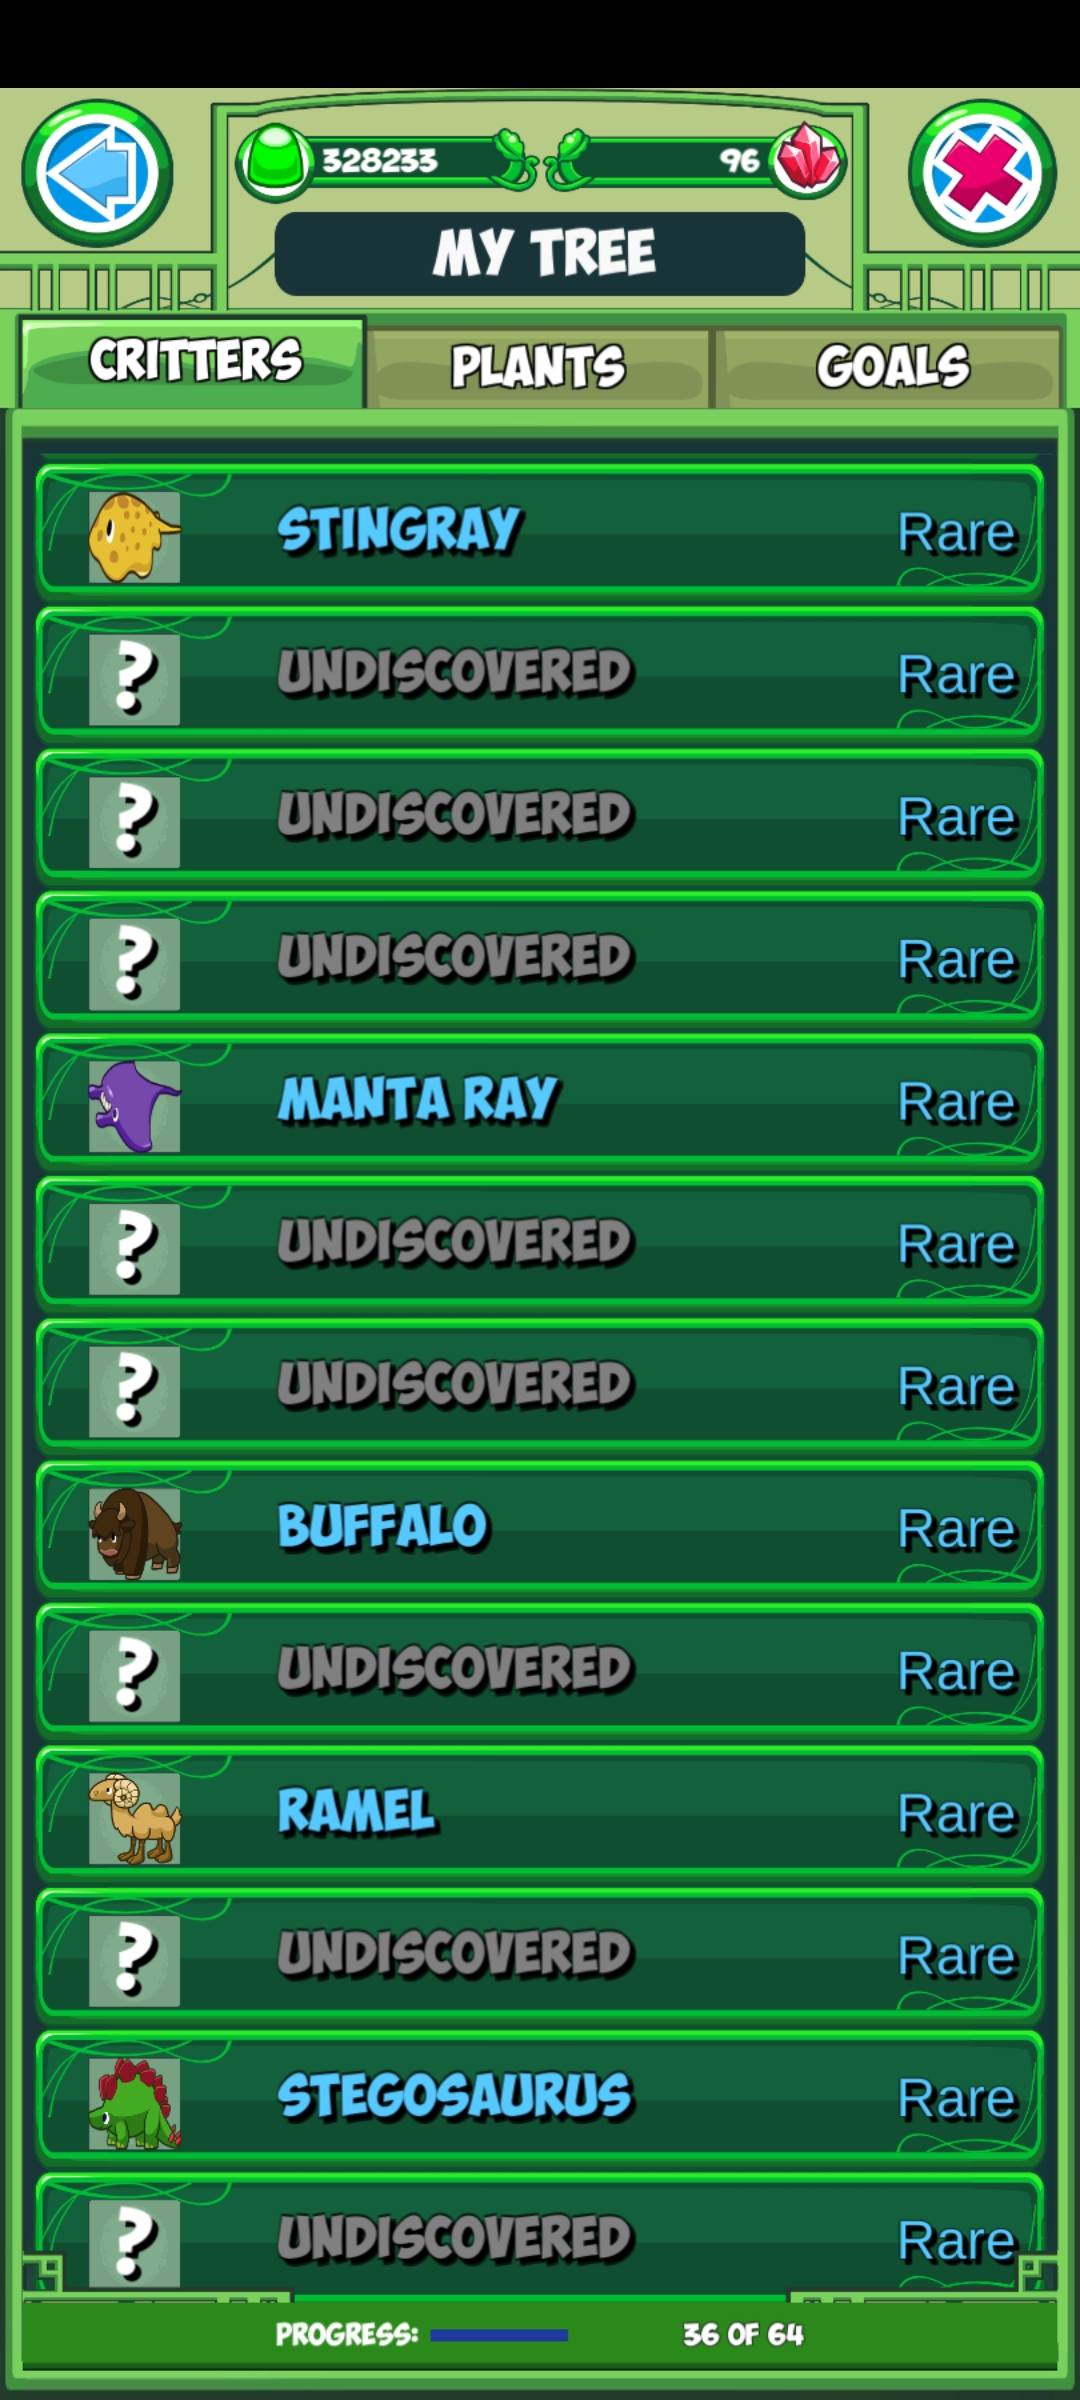 328233 96
MY TREE
CRITTERS PLANTS GOALS
STINGRAY Rare
? UNDISCOVERED Rare
? UNDISCOVERED Rare
? UNDISCOVERED Rare
MANTA RAY Rare
? UNDISCOVERED Rare
? UNDISCOVERED Rare
BUFFALO Rare
? UNDISCOVERED Rare
RAMEL Rare
? UNDISCOVERED Rare
STEGOSAURUS Rare
? UNDISCOVERED Rare
PROGRESS: 36 OF 64